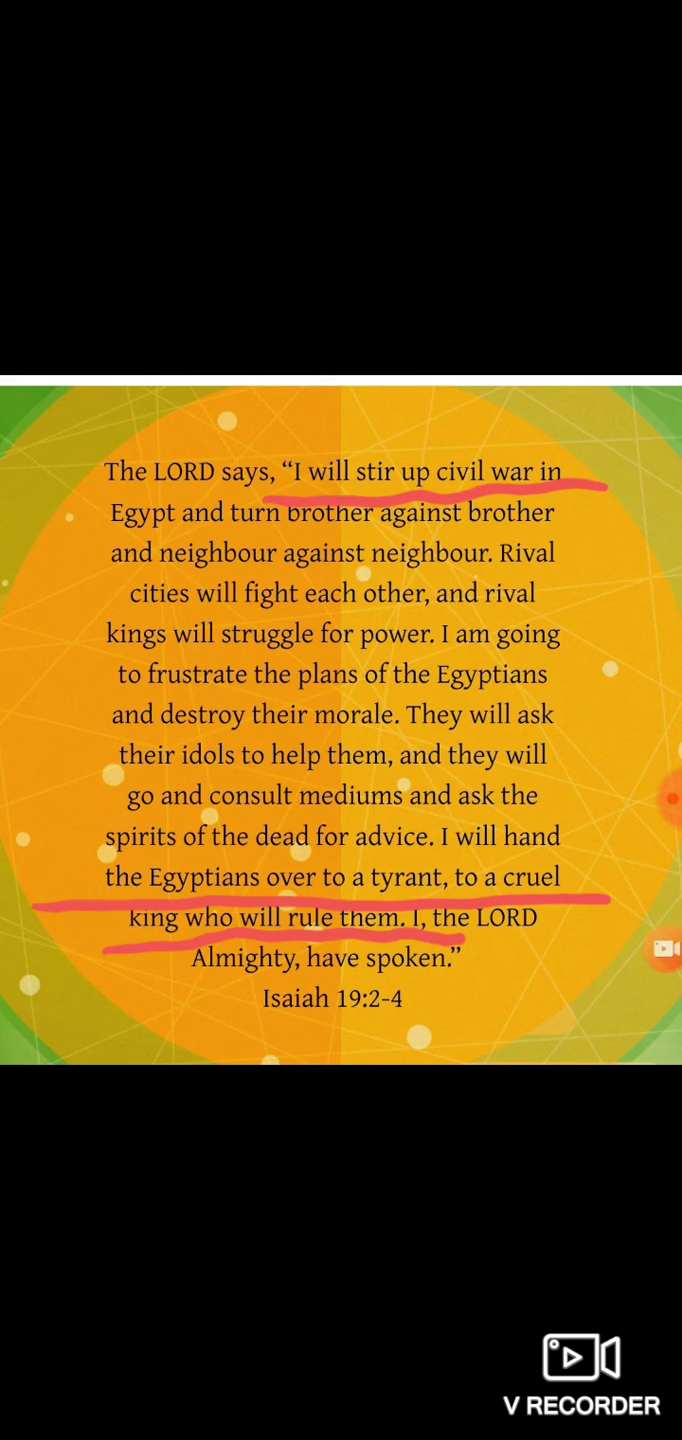 The LORD says, “I will stir up civil war in
Egypt and turn brother against brother
and neighbour against neighbour. Rival
cities will fight each other, and rival
kings will struggle for power. I am going
to frustrate the plans of the Egyptians
and destroy their morale. They will ask
their idols to help them, and they will
go and consult mediums and ask the
spirits of the dead for advice. I will hand
the Egyptians over to a tyrant, to a cruel
king who will rule them. I, the LORD
Almighty, have spoken.”
Isaiah 19:2-4
V RECORDER